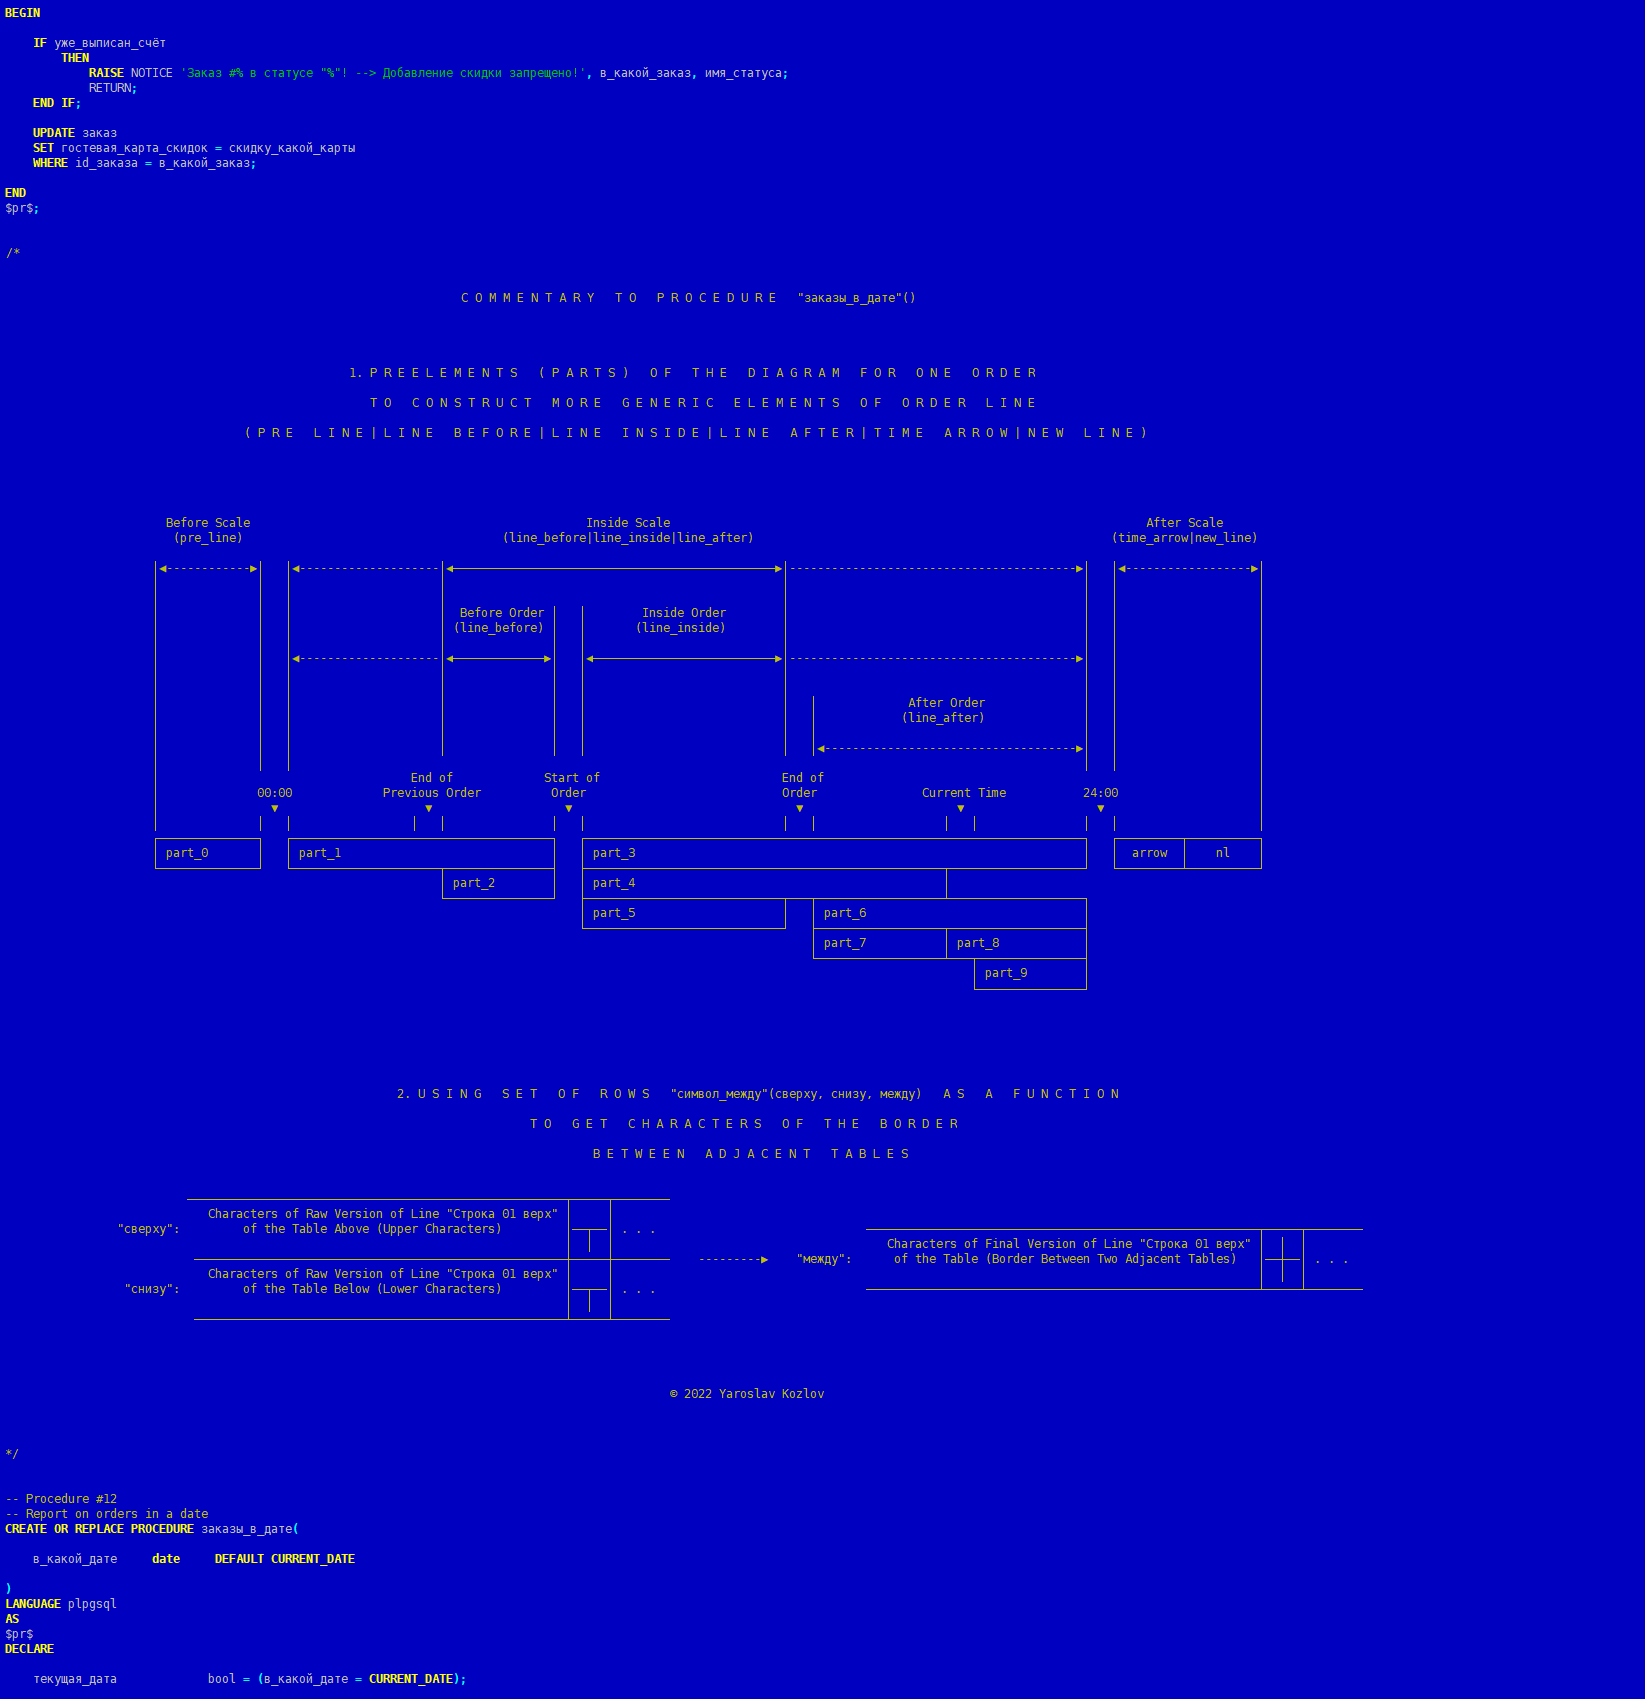 BEGIN
IF уже_выписан_счёт
THEN
RAISE NOTICE 'Заказ #% в статусе "%"! --> Добавление скидки запрещено!', в_какой_заказ, имя_статуса;
RETURN;
END IF;
UPDATE заказ
SET гостевая_карта_скидок = скидку_какой_карты
WHERE id_заказа = в_какой_заказ;
END
$pr$;
/*
C O M M E N T A R Y   T O   P R O C E D U R E   "заказы_в_дате"()
1. P R E E L E M E N T S   ( P A R T S )   O F   T H E   D I A G R A M   F O R   O N E   O R D E R
T O   C O N S T R U C T   M O R E   G E N E R I C   E L E M E N T S   O F   O R D E R   L I N E
( P R E   L I N E | L I N E   B E F O R E | L I N E   I N S I D E | L I N E   A F T E R | T I M E   A R R O W | N E W   L I N E )
Before Scale   Inside Scale   After Scale
(pre_line)   (line_before|line_inside|line_after)   (time_arrow|new_line)
Before Order   Inside Order
(line_before)   (line_inside)
After Order
(line_after)
End of   Start of   End of
00:00   Previous Order   Order   Order   Current Time   24:00
part_0   part_1   part_3   arrow   nl
part_2   part_4
part_5   part_6
part_7   part_8
part_9
2. U S I N G   S E T   O F   R O W S   "символ_между"(сверху, снизу, между)   A S   A   F U N C T I O N
T O   G E T   C H A R A C T E R S   O F   T H E   B O R D E R
B E T W E E N   A D J A C E N T   T A B L E S
Characters of Raw Version of Line "Строка 01 верх"
"сверху":   of the Table Above (Upper Characters)   . . .
Characters of Final Version of Line "Строка 01 верх"
"между":   of the Table (Border Between Two Adjacent Tables)   . . .
Characters of Raw Version of Line "Строка 01 верх"
"снизу":   of the Table Below (Lower Characters)   . . .
© 2022 Yaroslav Kozlov
*/
-- Procedure #12
-- Report on orders in a date
CREATE OR REPLACE PROCEDURE заказы_в_дате(
в_какой_дате     date     DEFAULT CURRENT_DATE
)
LANGUAGE plpgsql
AS
$pr$
DECLARE
текущая_дата             bool = (в_какой_дате = CURRENT_DATE);